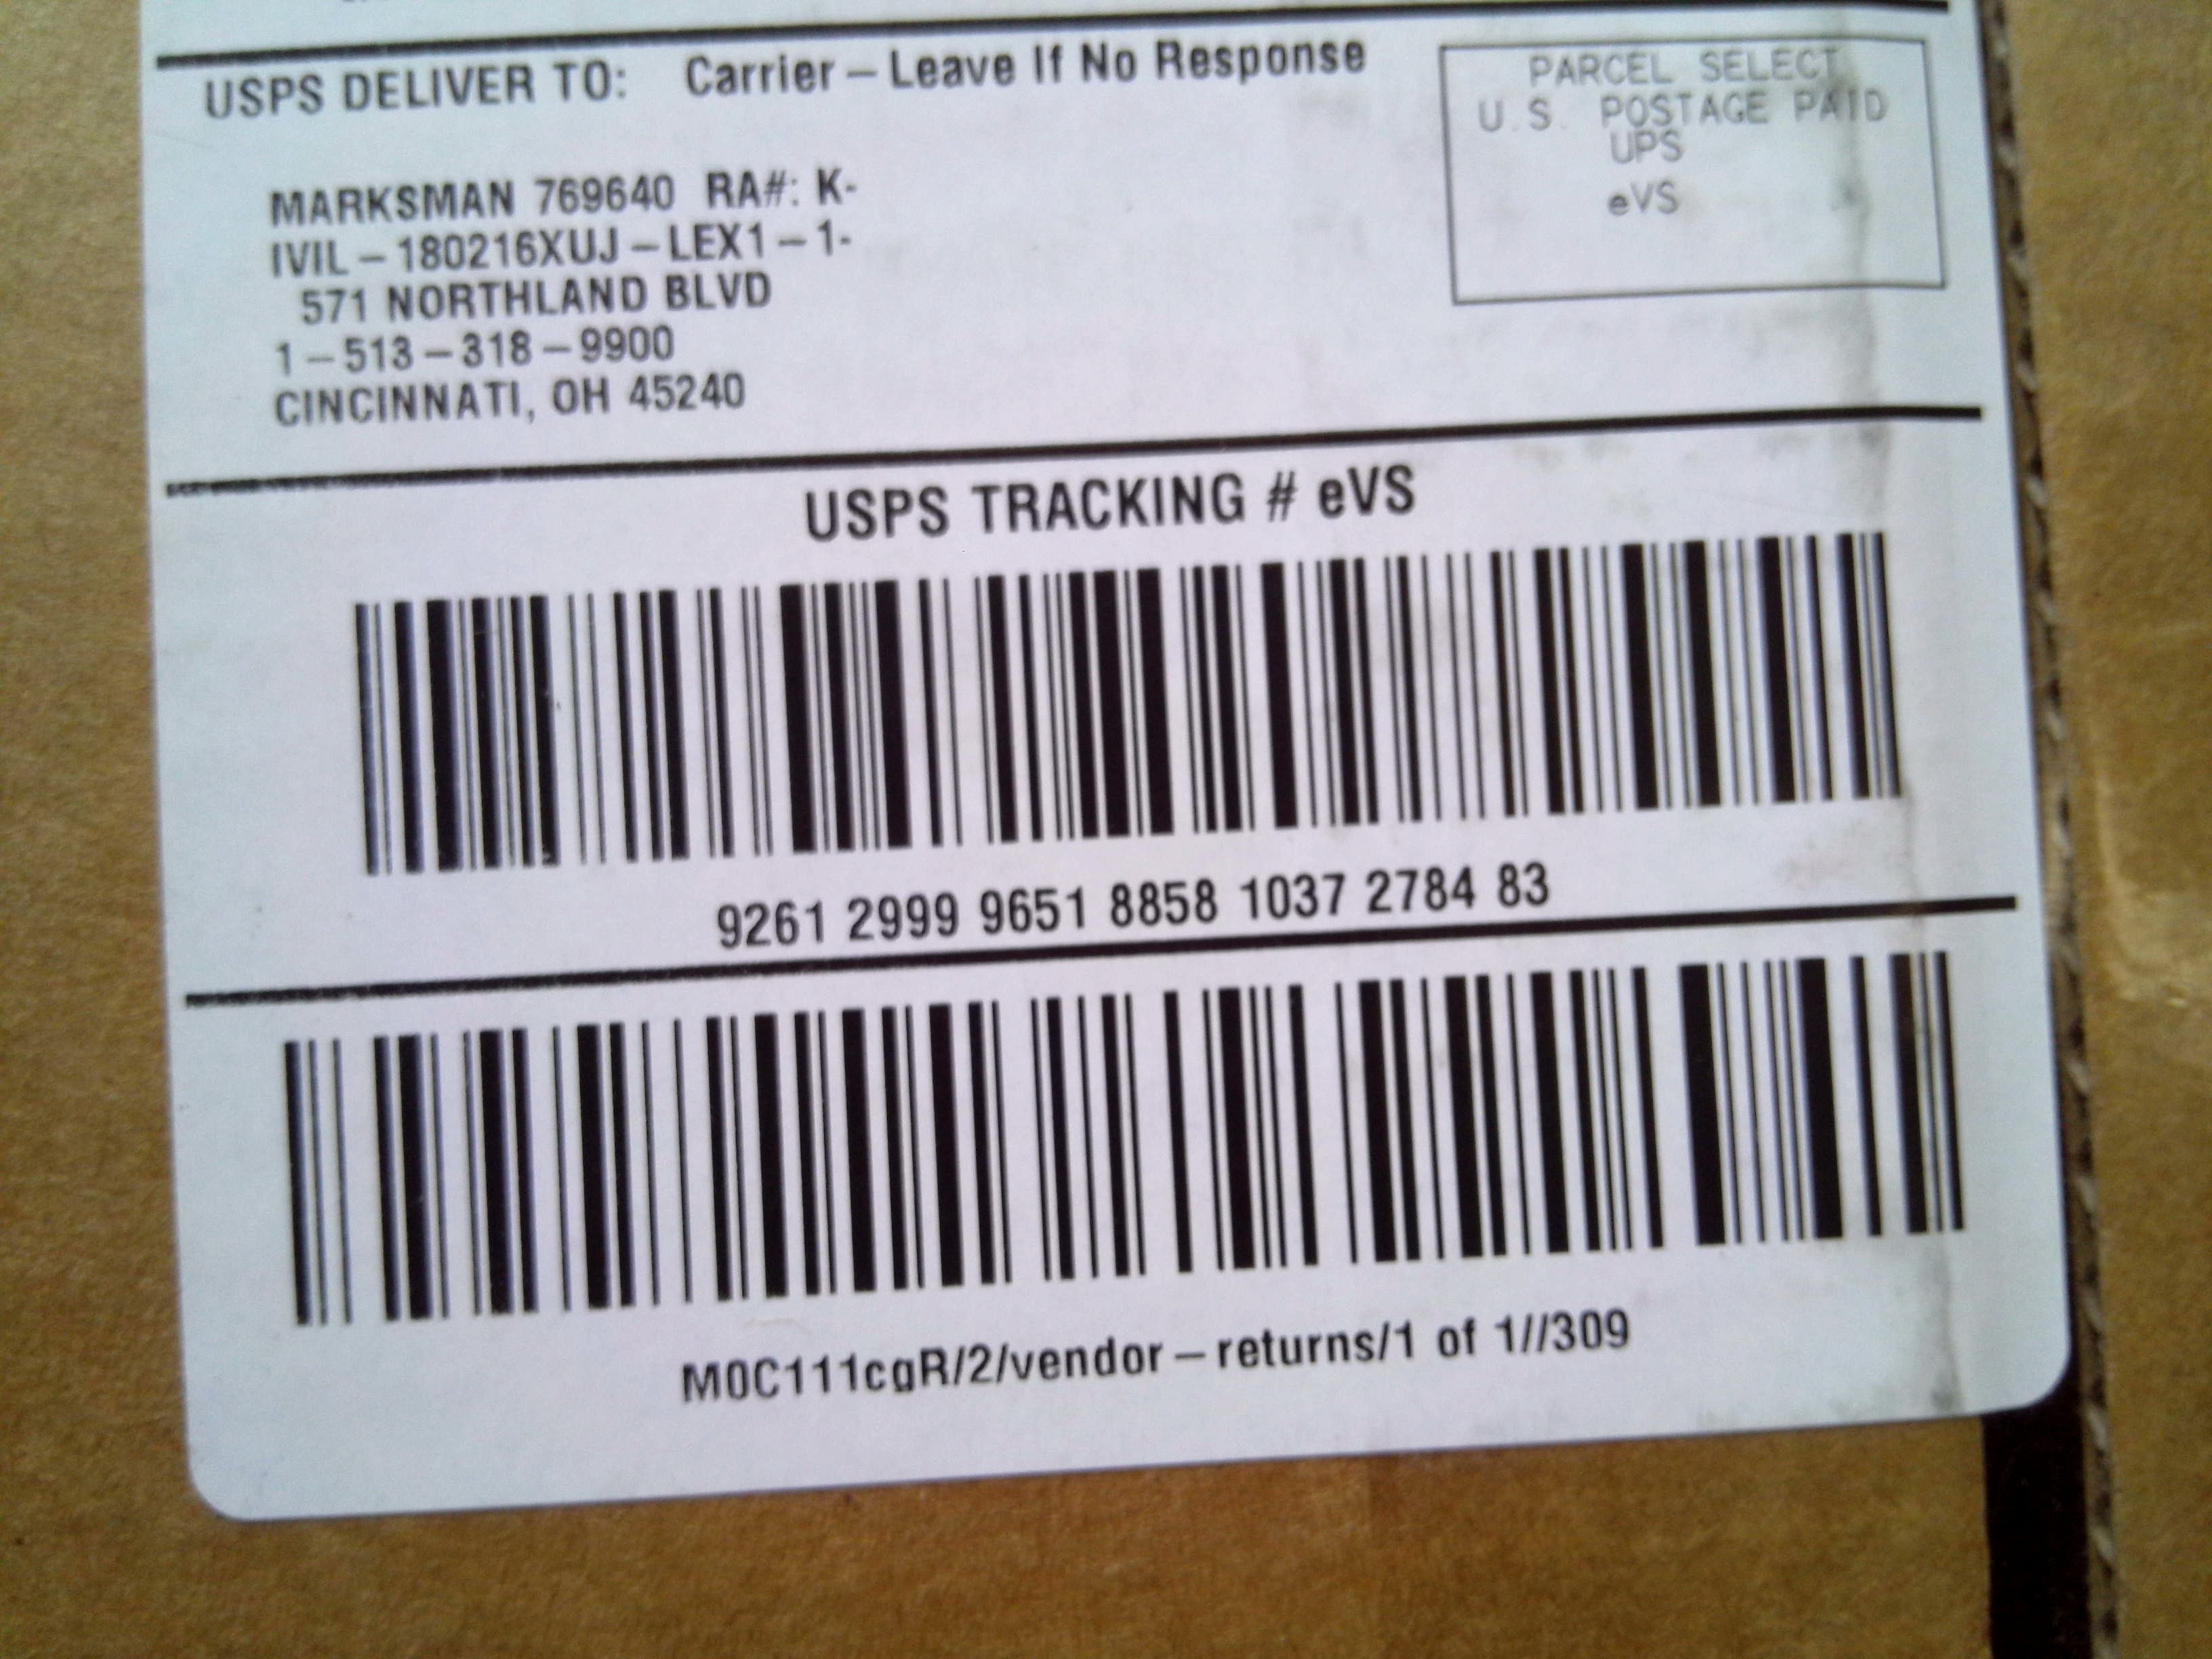 USPS DELIVER TO: Carrier – Leave If No Response
PARCEL SELECT
U.S. POSTAGE PAID
UPS
eVS
MARKSMAN 769640 RA#: K-
IVIL – 180216XUJ – LEX1 – 1-
571 NORTHLAND BLVD
1 – 513 – 318 – 9900
CINCINNATI, OH 45240
USPS TRACKING # eVS
9261 2999 9651 8858 1037 2784 83
M0C111cgR/2/vendor – returns/1 of 1//309